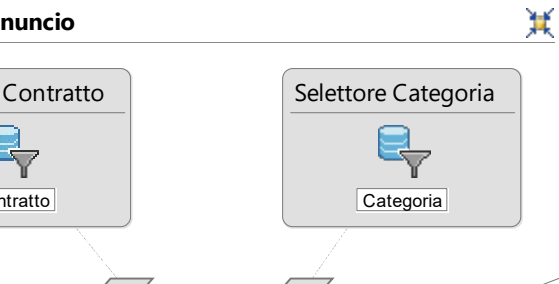 nuncio
Contratto
Selettore Categoria
ntratto
Categoria